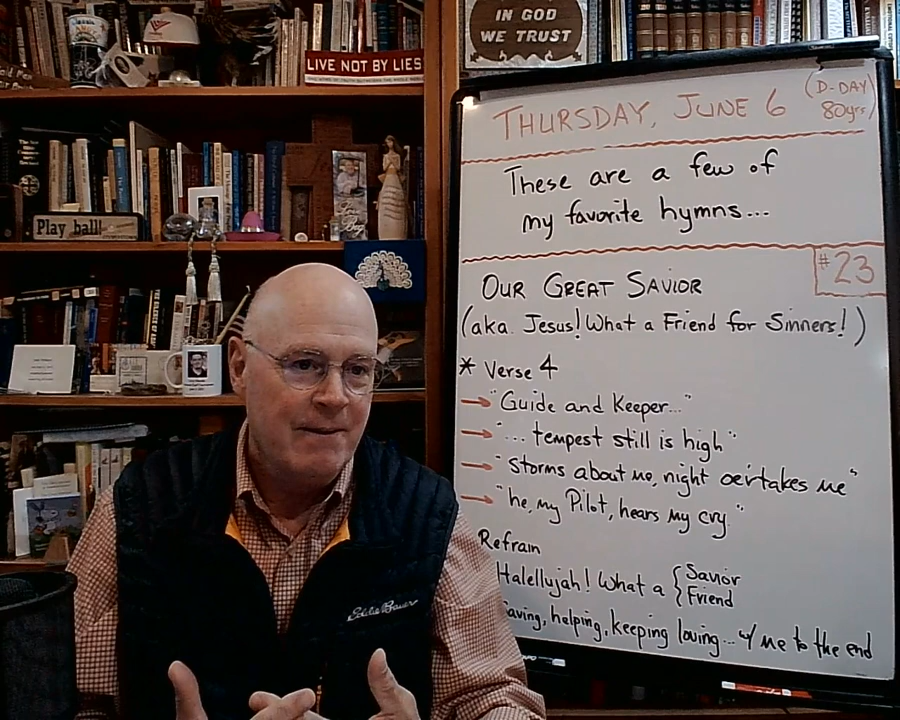 LIVE NOT BY LIES
IN GOD
WE TRUST
Play ball!
Eddie Bauer
THURSDAY, JUNE 6
(D-DAY
80yrs)
These are a few of
my favorite hymns...
#23
OUR GREAT SAVIOR
(aka. Jesus! What a Friend for Sinners!)
* Verse 4
→ "Guide and Keeper..."
→ "... tempest still is high"
→ "storms about me, night oe'rtakes me"
→ "he, my Pilot, hears my cry."
Refrain
Halellyjah! What a { Savior
Friend
saving, helping, keeping loving... w/ me to the end